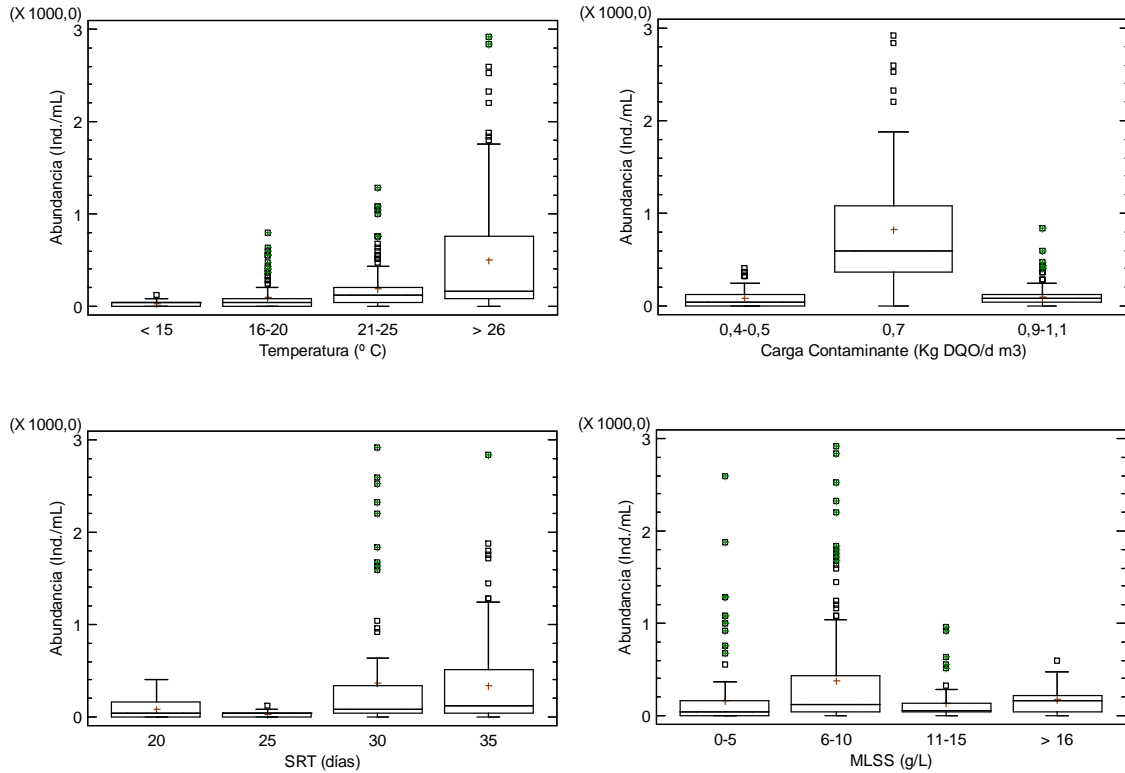 (X 1000,0)
3
2
1
0
Abundancia (Ind./mL)
< 15 16-20 21-25 > 26
Temperatura (º C)
(X 1000,0)
3
2
1
0
Abundancia (Ind./mL)
0,4-0,5 0,7 0,9-1,1
Carga Contaminante (Kg DQO/d m3)
(X 1000,0)
3
2
1
0
Abundancia (Ind./mL)
20 25 30 35
SRT (días)
(X 1000,0)
3
2
1
0
Abundancia (Ind./mL)
0-5 6-10 11-15 > 16
MLSS (g/L)